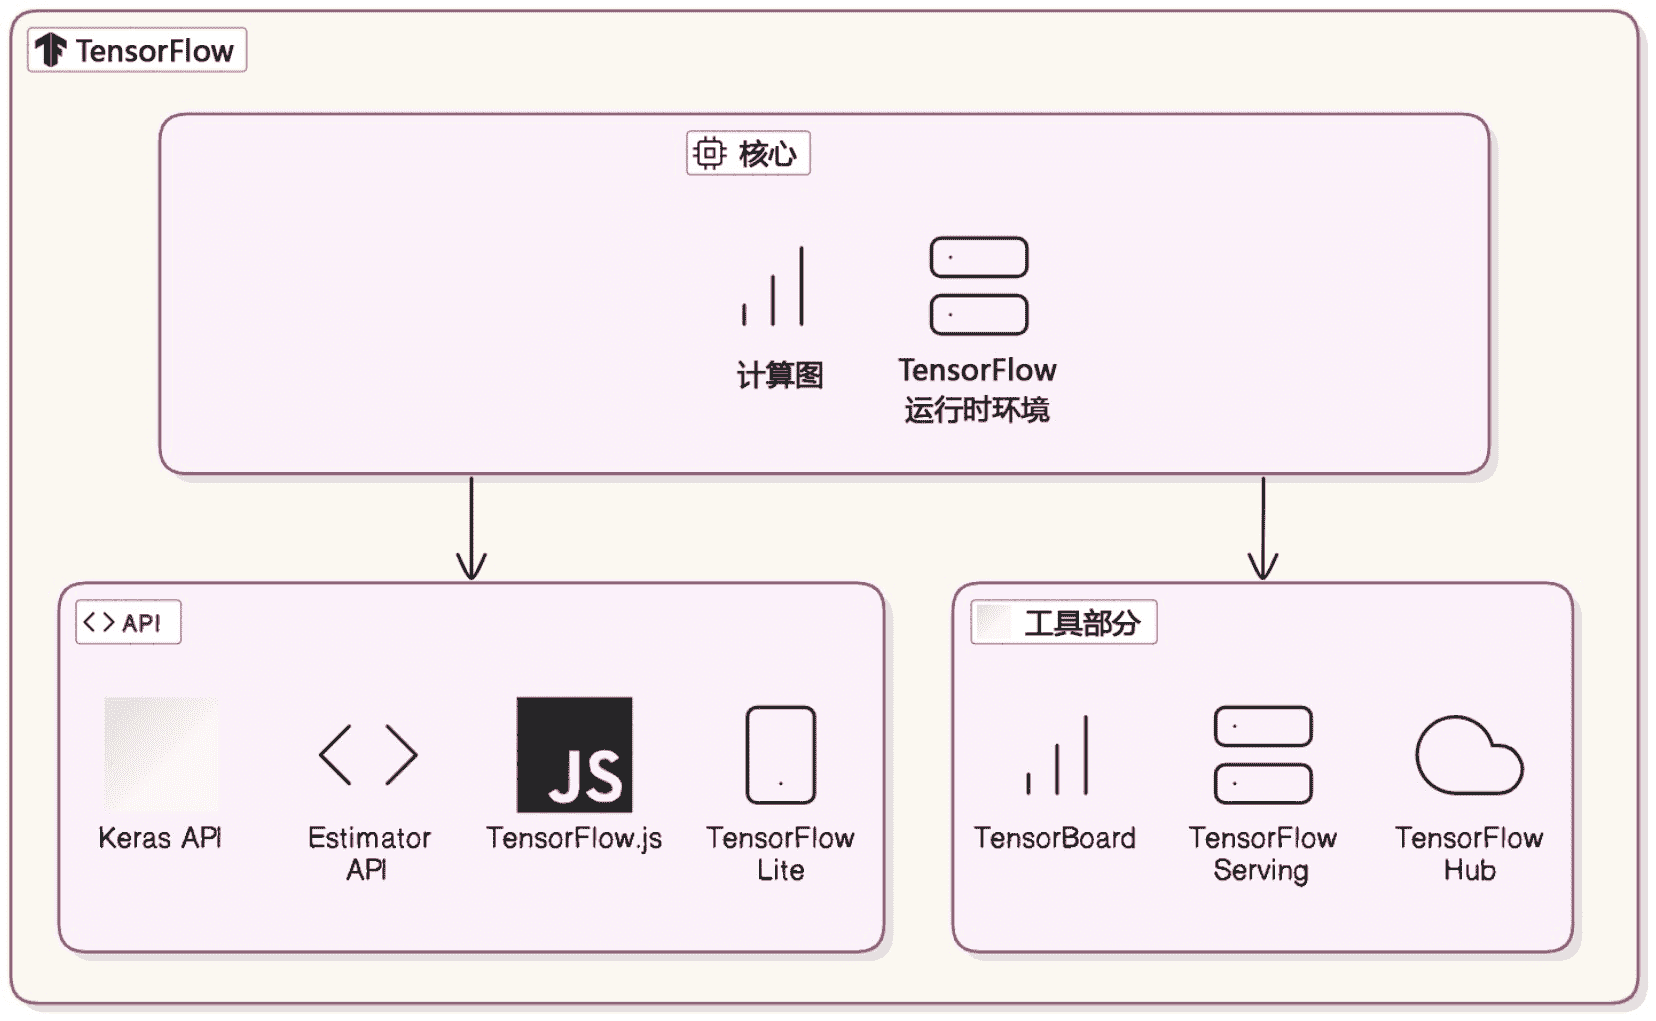 TensorFlow
核心
计算图
TensorFlow
运行时环境
API
Keras API
Estimator
API
JS
TensorFlow.js
TensorFlow
Lite
工具部分
TensorBoard
TensorFlow
Serving
TensorFlow
Hub